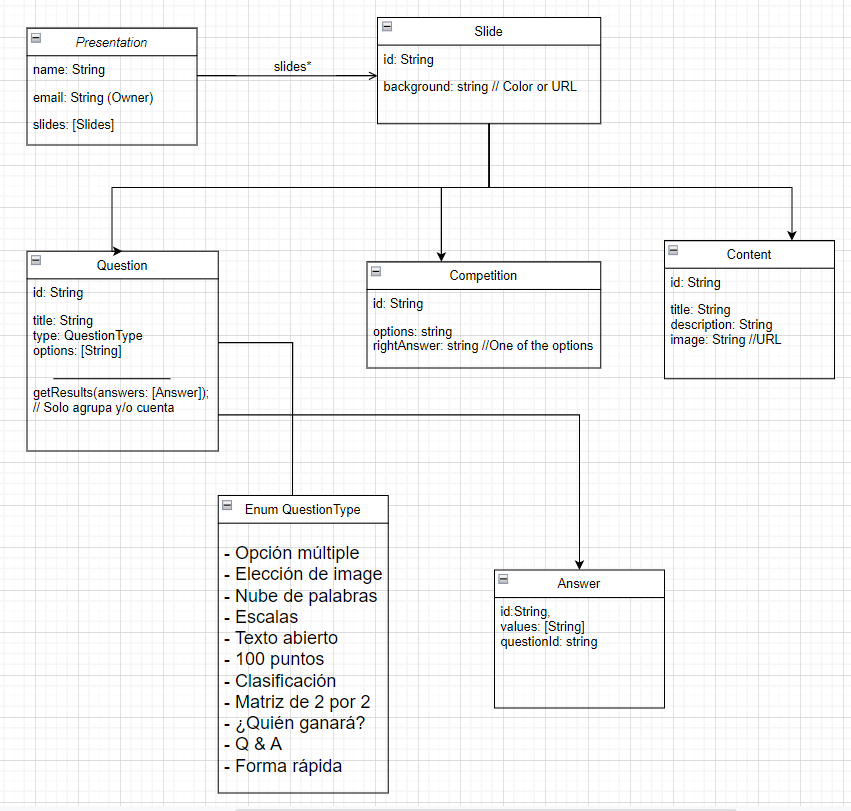 Presentation
name: String
email: String (Owner)
slides: [Slides]
slides*
Slide
id: String
background: string // Color or URL
Question
id: String
title: String
type: QuestionType
options: [String]
getResults(answers: [Answer]);
// Solo agrupa y/o cuenta
Competition
id: String
options: string
rightAnswer: string //One of the options
Content
id: String
title: String
description: String
image: String //URL
Enum QuestionType
- Opción múltiple
- Elección de image
- Nube de palabras
- Escalas
- Texto abierto
- 100 puntos
- Clasificación
- Matriz de 2 por 2
- ¿Quién ganará?
- Q & A
- Forma rápida
Answer
id:String,
values: [String]
questionId: string